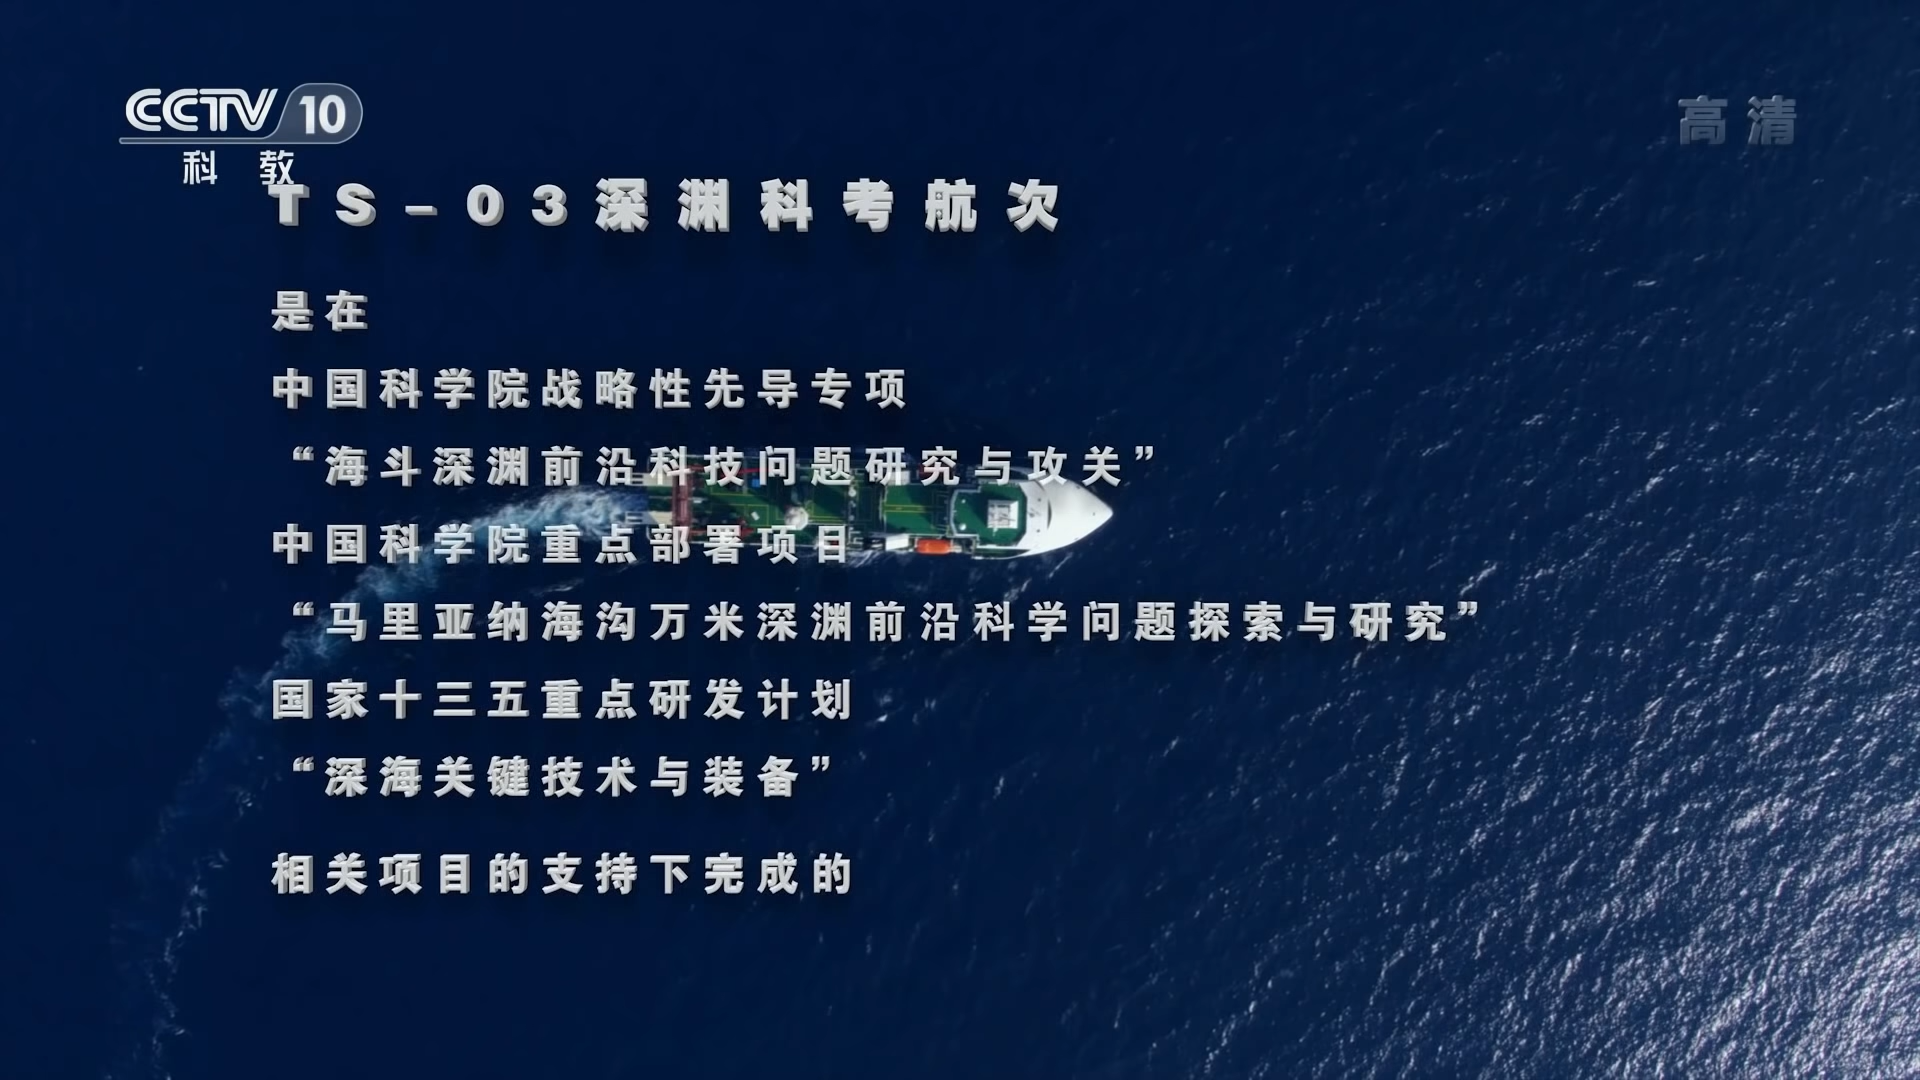 CCTV 10
科教
高清
TS-03深渊科考航次
是在
中国科学院战略性先导专项
“海斗深渊前沿科技问题研究与攻关”
中国科学院重点部署项目
“马里亚纳海沟万米深渊前沿科学问题探索与研究”
国家十三五重点研发计划
“深海关键技术与装备”
相关项目的支持下完成的